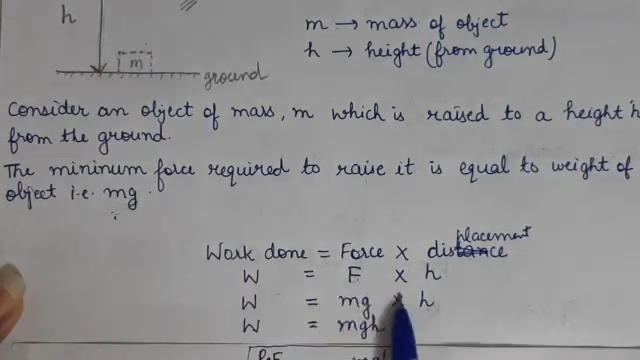 h
m → mass of object
h → height (from ground)
m
ground
Consider an object of mass, m which is raised to a height 'h
from the ground.
The mininum force required to raise it is equal to weight of
object i.e. mg.
∴
placement
Work done = Force × distance
W = F × h
W = mg × h
W = mgh
P.E